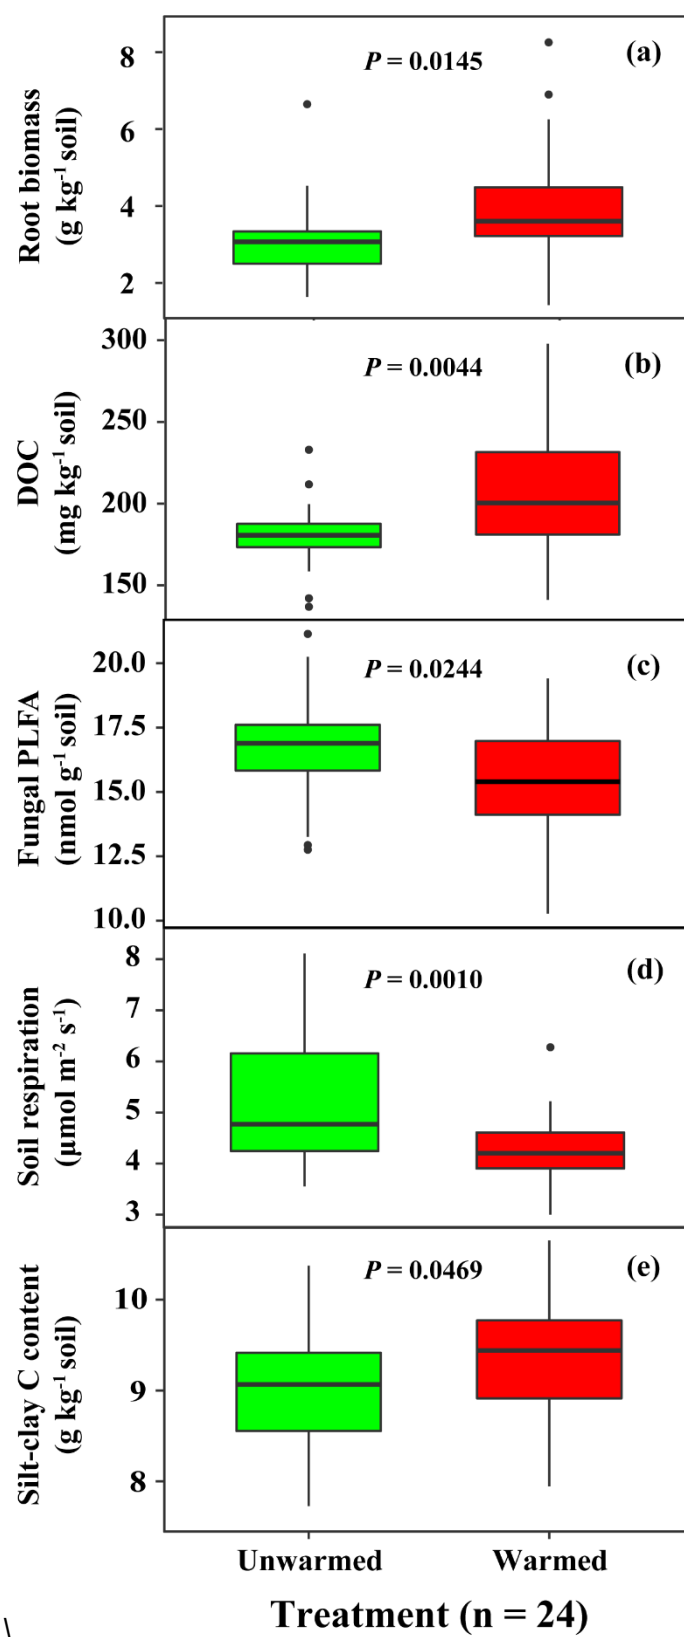 Root biomass
(g kg⁻¹ soil)
8
6
4
2
P = 0.0145
(a)
DOC
(mg kg⁻¹ soil)
300
250
200
150
P = 0.0044
(b)
Fungal PLFA
(nmol g⁻¹ soil)
20.0
17.5
15.0
12.5
10.0
P = 0.0244
(c)
Soil respiration
(µmol m⁻² s⁻¹)
8
7
6
5
4
3
P = 0.0010
(d)
Silt-clay C content
(g kg⁻¹ soil)
10
9
8
P = 0.0469
(e)
Unwarmed Warmed
Treatment (n = 24)
\